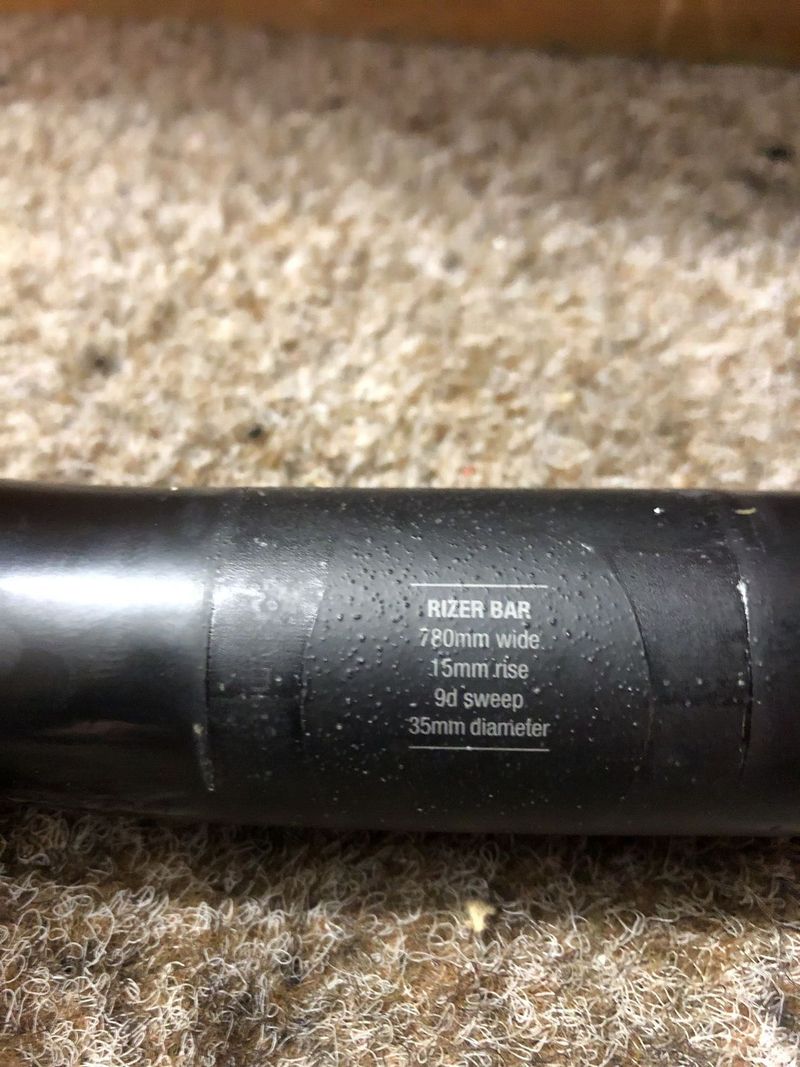 RIZER BAR
780mm wide
15mm rise
9d sweep
35mm diameter